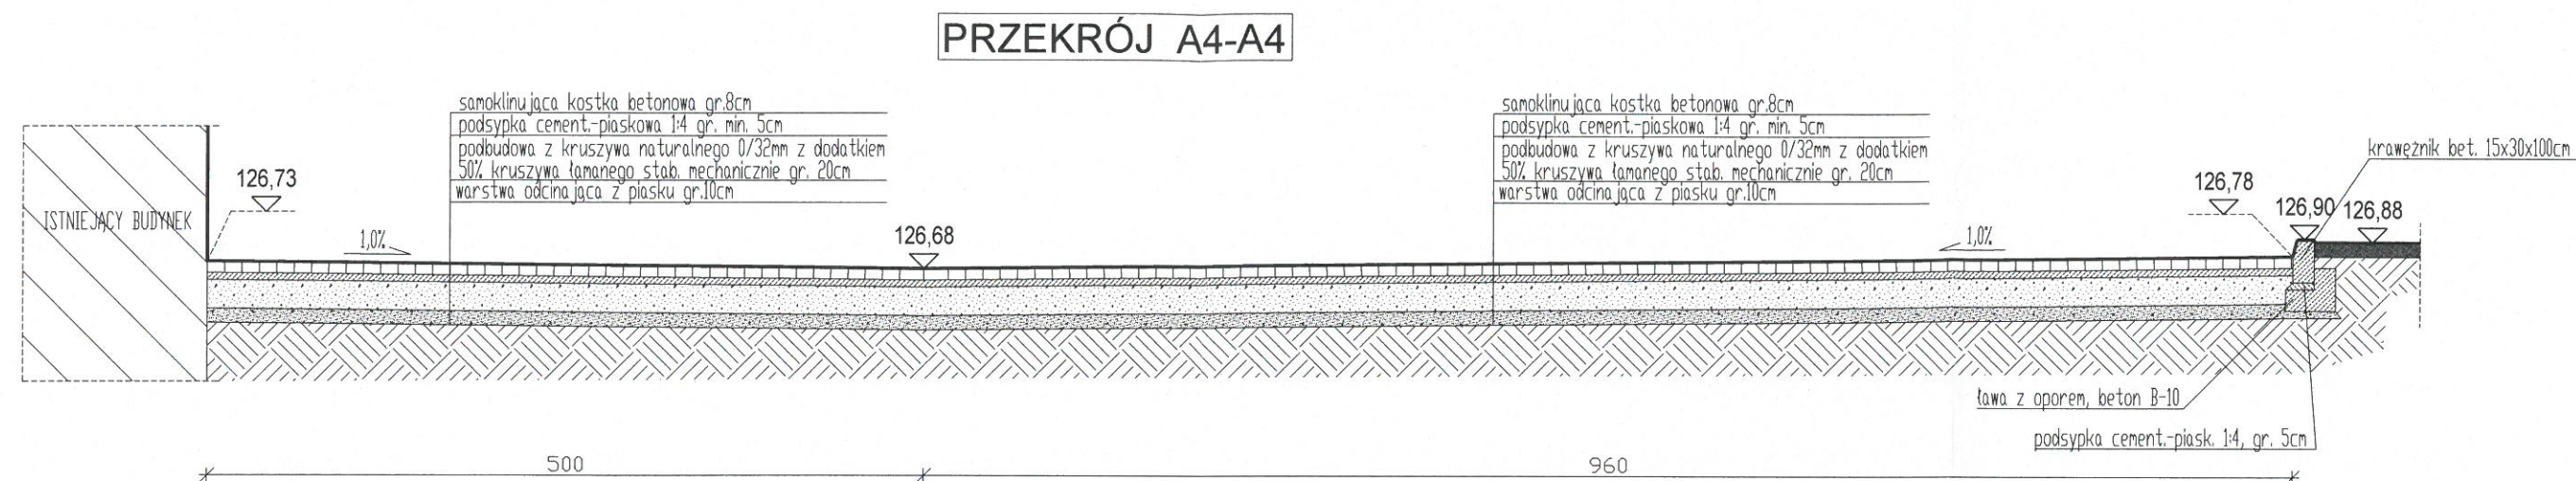 PRZEKRÓJ A4-A4
samoklinująca kostka betonowa gr.8cm
podsypka cement.-piaskowa 1:4 gr. min. 5cm
podbudowa z kruszywa naturalnego 0/32mm z dodatkiem
50% kruszywa łamanego stab. mechanicznie gr. 20cm
warstwa odcinająca z piasku gr.10cm
samoklinująca kostka betonowa gr.8cm
podsypka cement.-piaskowa 1:4 gr. min. 5cm
podbudowa z kruszywa naturalnego 0/32mm z dodatkiem
50% kruszywa łamanego stab. mechanicznie gr. 20cm
warstwa odcinająca z piasku gr.10cm
krawężnik bet. 15x30x100cm
126,73
126,78
126,90
126,88
ISTNIEJĄCY BUDYNEK
1,0%
126,68
1,0%
ława z oporem, beton B-10
podsypka cement.-piask. 1:4, gr. 5cm
500
960